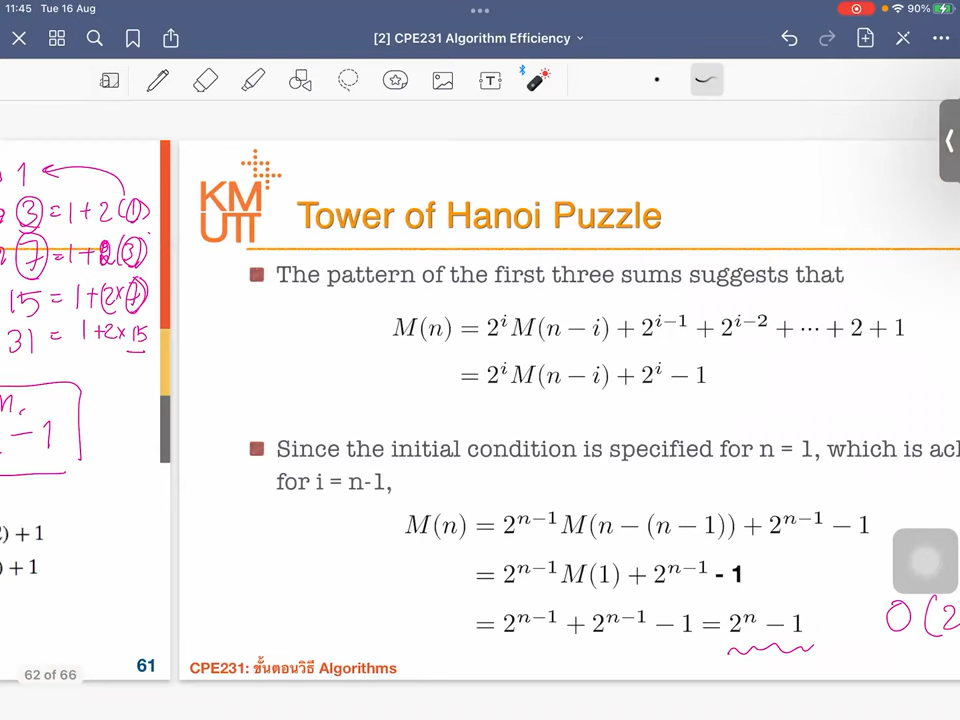 11:45 Tue 16 Aug
90%
[2] CPE231 Algorithm Efficiency
T
1
3 = 1 + 2(1)
7 = 1 + 2(3)
15 = 1 + (2×7)
31 = 1 + 2×15
n
- 1
) + 1
) + 1
62 of 66
61
KM
UTT
Tower of Hanoi Puzzle
The pattern of the first three sums suggests that
M(n) = 2^i M(n − i) + 2^{i−1} + 2^{i−2} + ··· + 2 + 1
= 2^i M(n − i) + 2^i − 1
Since the initial condition is specified for n = 1, which is
for i = n-1,
M(n) = 2^{n−1} M(n − (n − 1)) + 2^{n−1} − 1
= 2^{n−1} M(1) + 2^{n−1} - 1
= 2^{n−1} + 2^{n−1} − 1 = 2^n − 1
O(2
CPE231: ขั้นตอนวิธี Algorithms